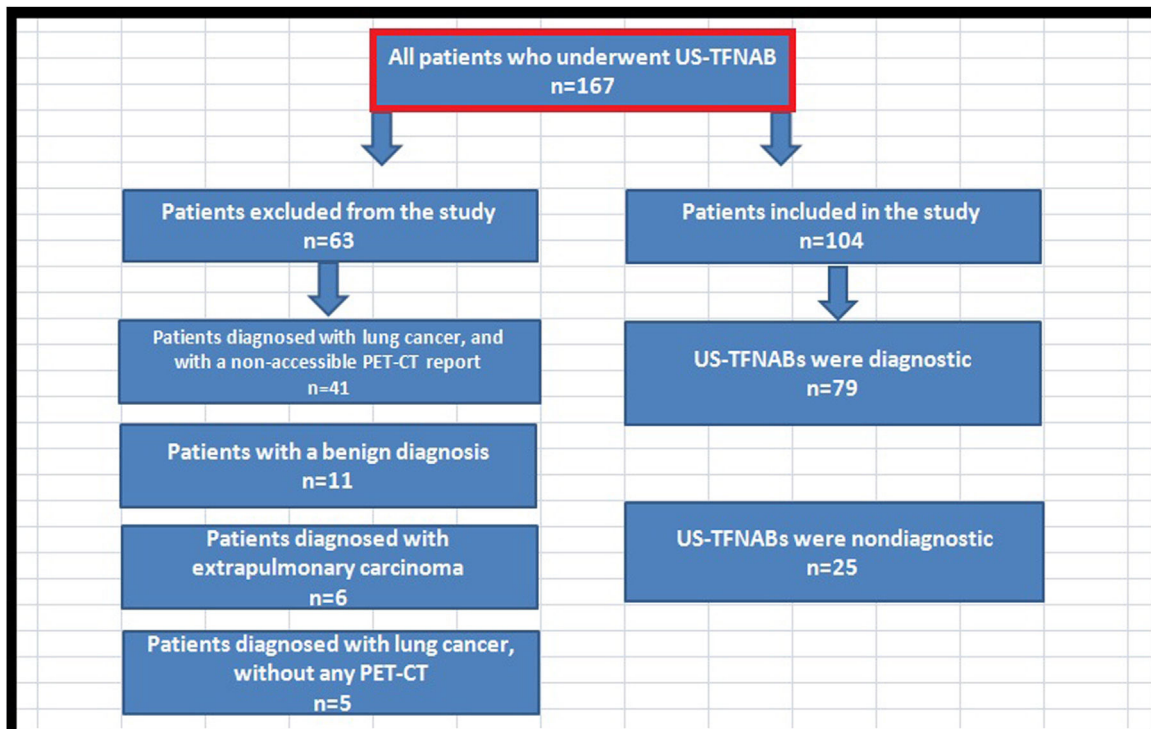 All patients who underwent US-TFNAB
n=167
Patients excluded from the study
n=63
Patients included in the study
n=104
Patients diagnosed with lung cancer, and
with a non-accessible PET-CT report
n=41
US-TFNABs were diagnostic
n=79
Patients with a benign diagnosis
n=11
US-TFNABs were nondiagnostic
n=25
Patients diagnosed with
extrapulmonary carcinoma
n=6
Patients diagnosed with lung cancer,
without any PET-CT
n=5